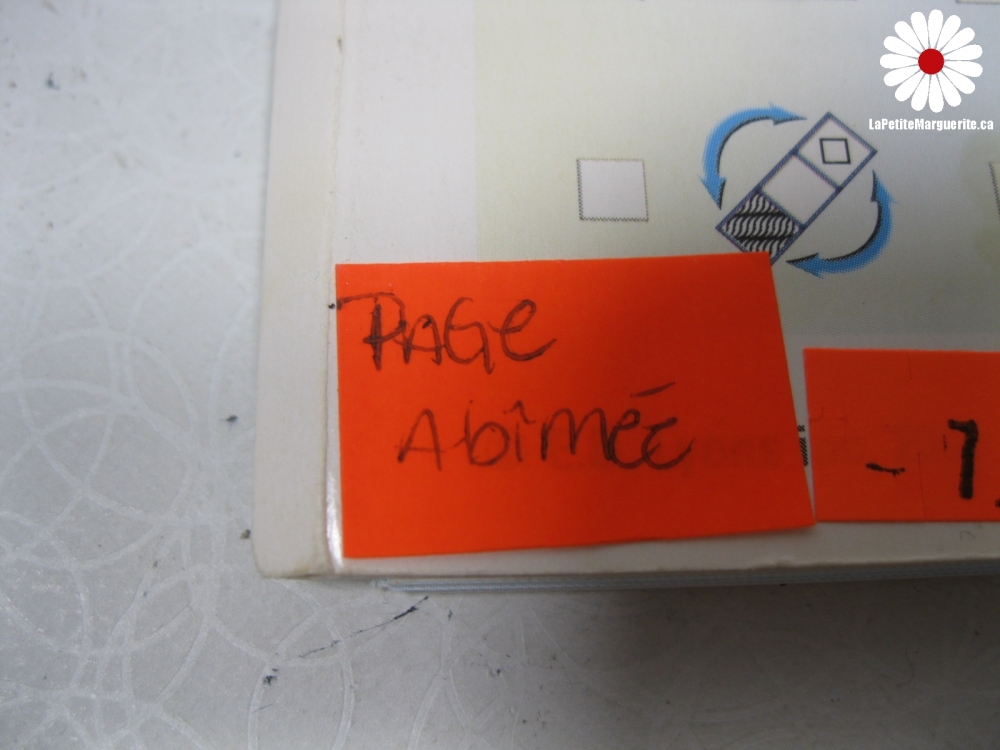 LaPetiteMarguerite.ca
PAGE
Abîmée
- 7